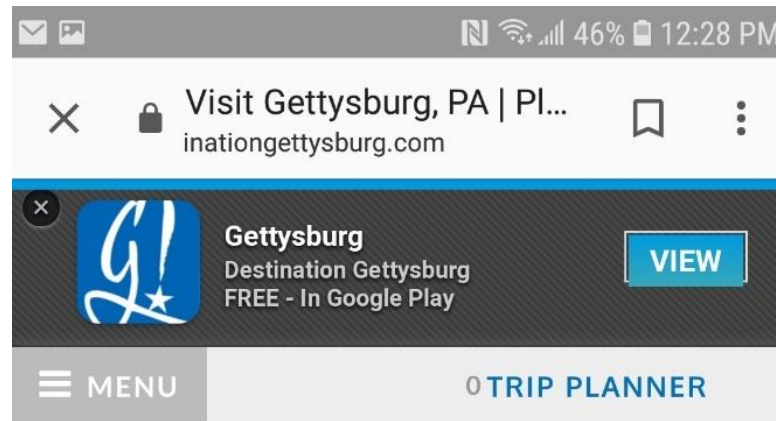 46% 12:28 PM
Visit Gettysburg, PA | Pl...
inationgettysburg.com
G!
Gettysburg
Destination Gettysburg
FREE - In Google Play
VIEW
MENU
0 TRIP PLANNER